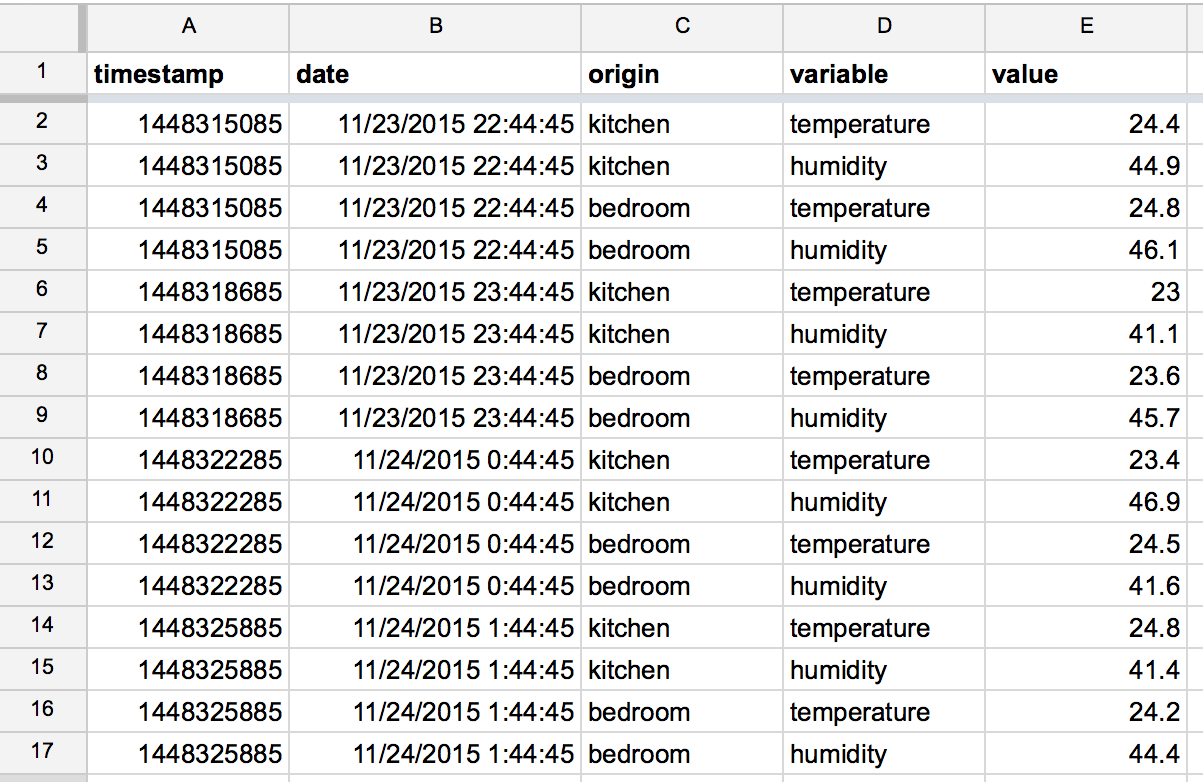 A B C D E
1 timestamp date origin variable value
2 1448315085 11/23/2015 22:44:45 kitchen temperature 24.4
3 1448315085 11/23/2015 22:44:45 kitchen humidity 44.9
4 1448315085 11/23/2015 22:44:45 bedroom temperature 24.8
5 1448315085 11/23/2015 22:44:45 bedroom humidity 46.1
6 1448318685 11/23/2015 23:44:45 kitchen temperature 23
7 1448318685 11/23/2015 23:44:45 kitchen humidity 41.1
8 1448318685 11/23/2015 23:44:45 bedroom temperature 23.6
9 1448318685 11/23/2015 23:44:45 bedroom humidity 45.7
10 1448322285 11/24/2015 0:44:45 kitchen temperature 23.4
11 1448322285 11/24/2015 0:44:45 kitchen humidity 46.9
12 1448322285 11/24/2015 0:44:45 bedroom temperature 24.5
13 1448322285 11/24/2015 0:44:45 bedroom humidity 41.6
14 1448325885 11/24/2015 1:44:45 kitchen temperature 24.8
15 1448325885 11/24/2015 1:44:45 kitchen humidity 41.4
16 1448325885 11/24/2015 1:44:45 bedroom temperature 24.2
17 1448325885 11/24/2015 1:44:45 bedroom humidity 44.4